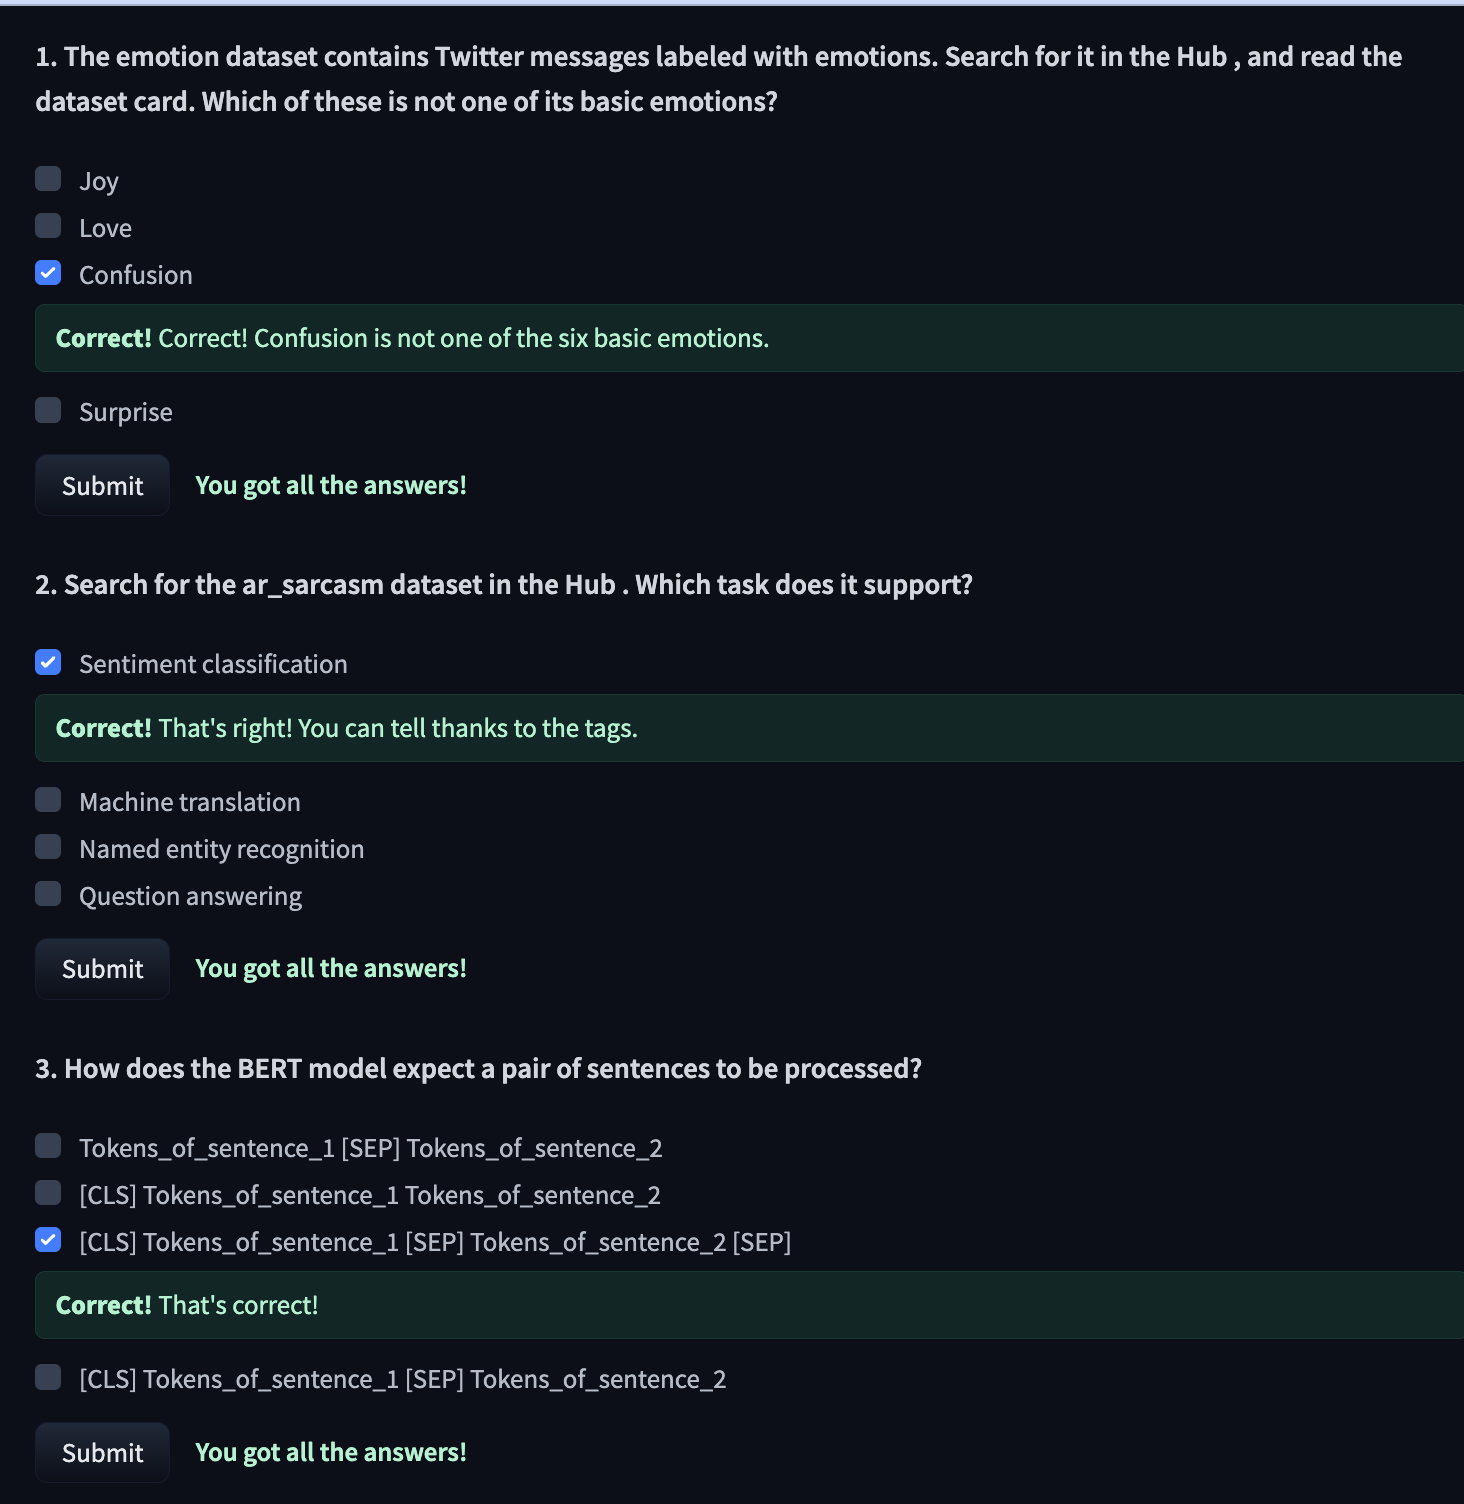 1. The emotion dataset contains Twitter messages labeled with emotions. Search for it in the Hub , and read the
dataset card. Which of these is not one of its basic emotions?
Joy
Love
Confusion
Correct! Correct! Confusion is not one of the six basic emotions.
Surprise
Submit You got all the answers!
2. Search for the ar_sarcasm dataset in the Hub . Which task does it support?
Sentiment classification
Correct! That's right! You can tell thanks to the tags.
Machine translation
Named entity recognition
Question answering
Submit You got all the answers!
3. How does the BERT model expect a pair of sentences to be processed?
Tokens_of_sentence_1 [SEP] Tokens_of_sentence_2
[CLS] Tokens_of_sentence_1 Tokens_of_sentence_2
[CLS] Tokens_of_sentence_1 [SEP] Tokens_of_sentence_2 [SEP]
Correct! That's correct!
[CLS] Tokens_of_sentence_1 [SEP] Tokens_of_sentence_2
Submit You got all the answers!